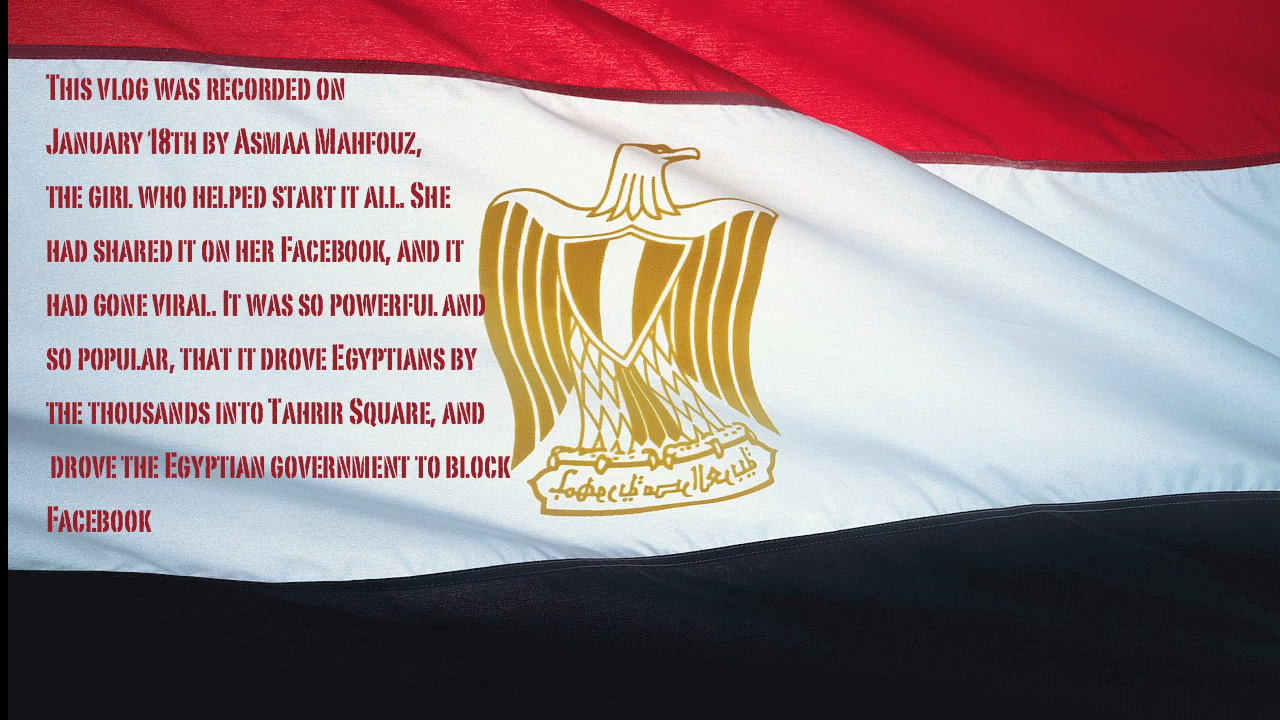 This vlog was recorded on
January 18th by Asmaa Mahfouz,
the girl who helped start it all. She
had shared it on her Facebook, and it
had gone viral. It was so powerful and
so popular, that it drove Egyptians by
the thousands into Tahrir Square, and
drove the Egyptian government to block
Facebook